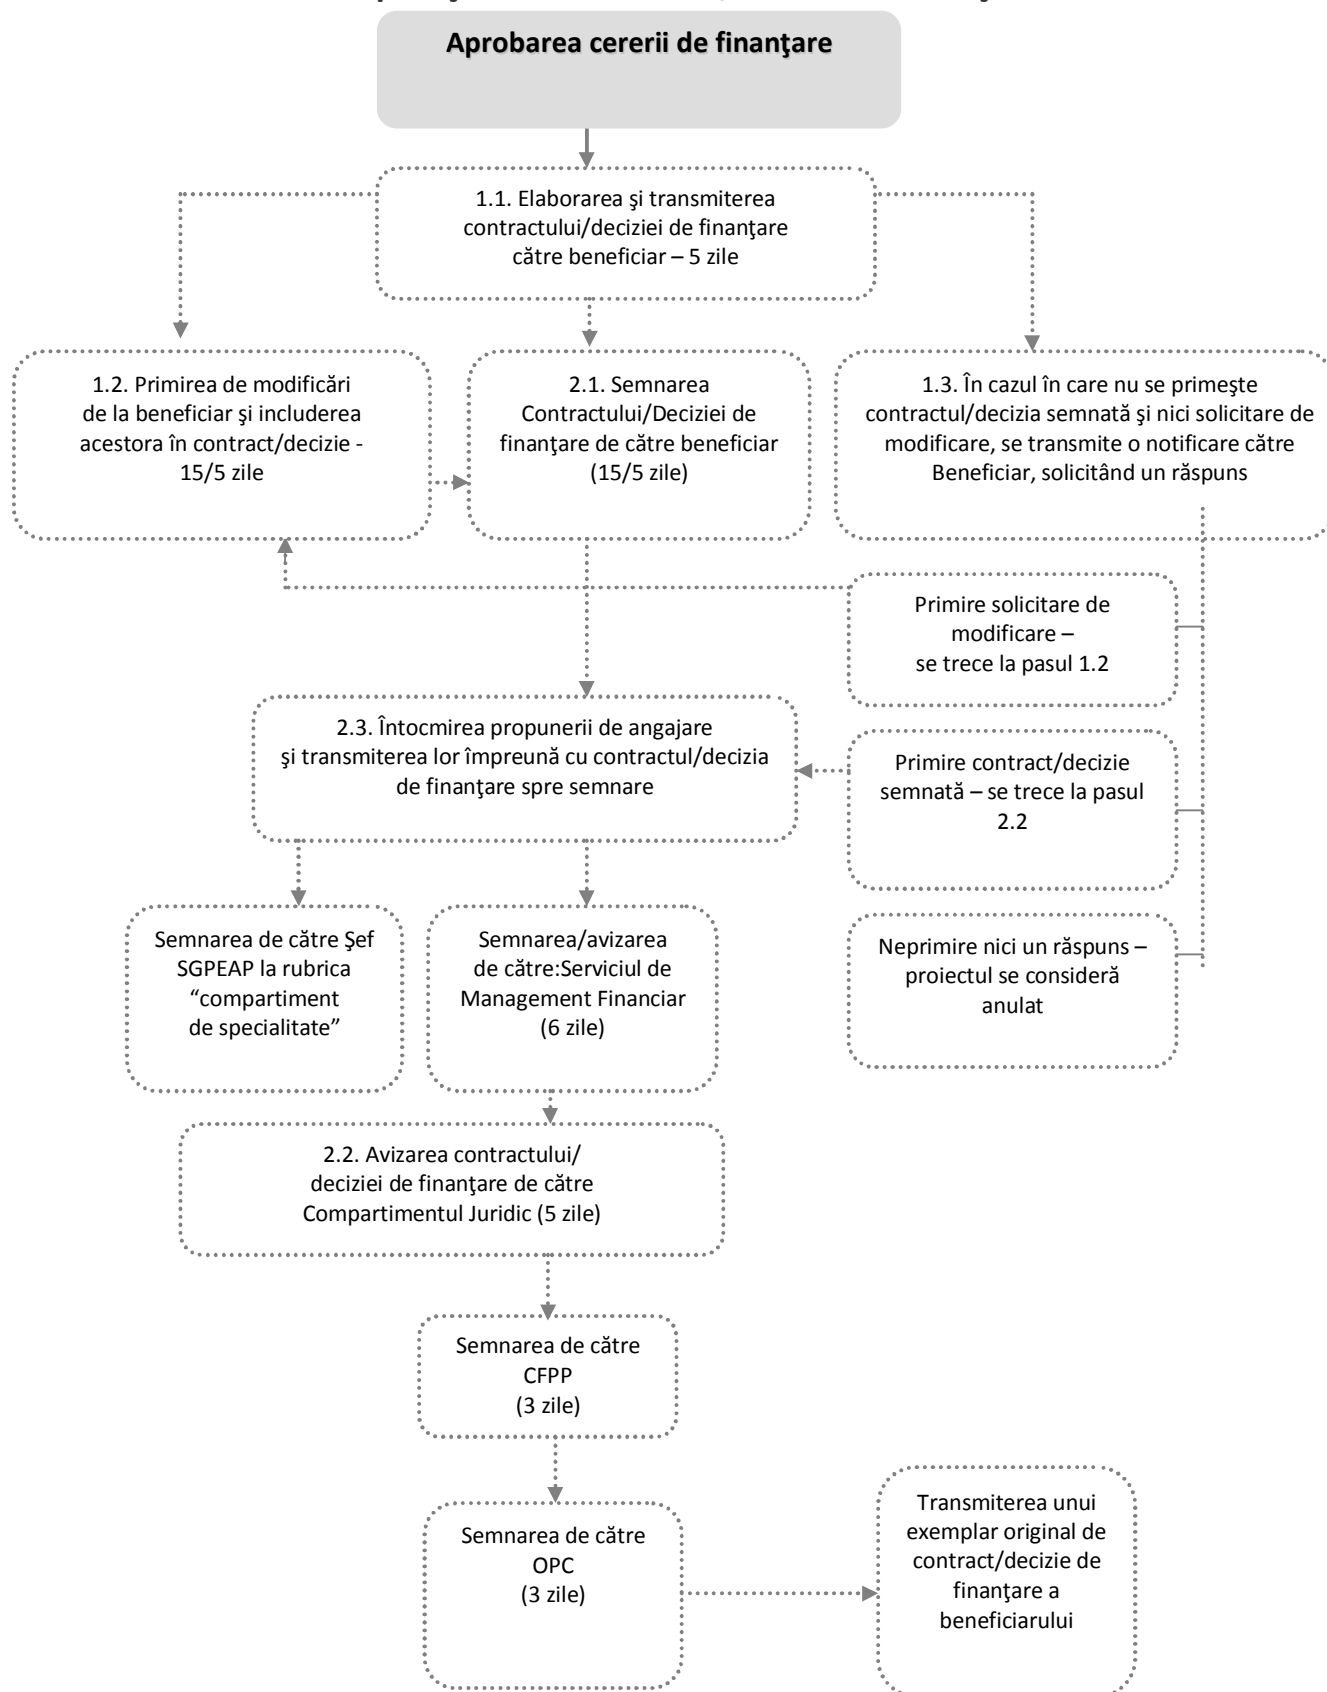 Aprobarea cererii de finanţare
1.1. Elaborarea şi transmiterea
contractului/deciziei de finanţare
către beneficiar – 5 zile
1.2. Primirea de modificări
de la beneficiar şi includerea
acestora în contract/decizie -
15/5 zile
2.1. Semnarea
Contractului/Deciziei de
finanţare de către beneficiar
(15/5 zile)
1.3. În cazul în care nu se primeşte
contractul/decizia semnată şi nici solicitare de
modificare, se transmite o notificare către
Beneficiar, solicitând un răspuns
Primire solicitare de
modificare –
se trece la pasul 1.2
2.3. Întocmirea propunerii de angajare
şi transmiterea lor împreună cu contractul/decizia
de finanţare spre semnare
Primire contract/decizie
semnată – se trece la pasul
2.2
Semnarea de către Şef
SGPEAP la rubrica
“compartiment
de specialitate”
Semnarea/avizarea
de către:Serviciul de
Management Financiar
(6 zile)
Neprimire nici un răspuns –
proiectul se consideră
anulat
2.2. Avizarea contractului/
deciziei de finanţare de către
Compartimentul Juridic (5 zile)
Semnarea de către
CFPP
(3 zile)
Semnarea de către
OPC
(3 zile)
Transmiterea unui
exemplar original de
contract/decizie de
finanţare a
beneficiarului